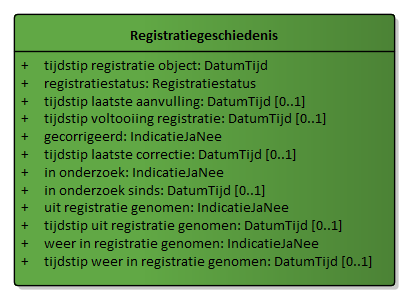 Registratiegeschiedenis
+ tijdstip registratie object: DatumTijd
+ registratiestatus: Registratiestatus
+ tijdstip laatste aanvulling: DatumTijd [0..1]
+ tijdstip voltooiing registratie: DatumTijd [0..1]
+ gecorrigeerd: IndicatieJaNee
+ tijdstip laatste correctie: DatumTijd [0..1]
+ in onderzoek: IndicatieJaNee
+ in onderzoek sinds: DatumTijd [0..1]
+ uit registratie genomen: IndicatieJaNee
+ tijdstip uit registratie genomen: DatumTijd [0..1]
+ weer in registratie genomen: IndicatieJaNee
+ tijdstip weer in registratie genomen: DatumTijd [0..1]